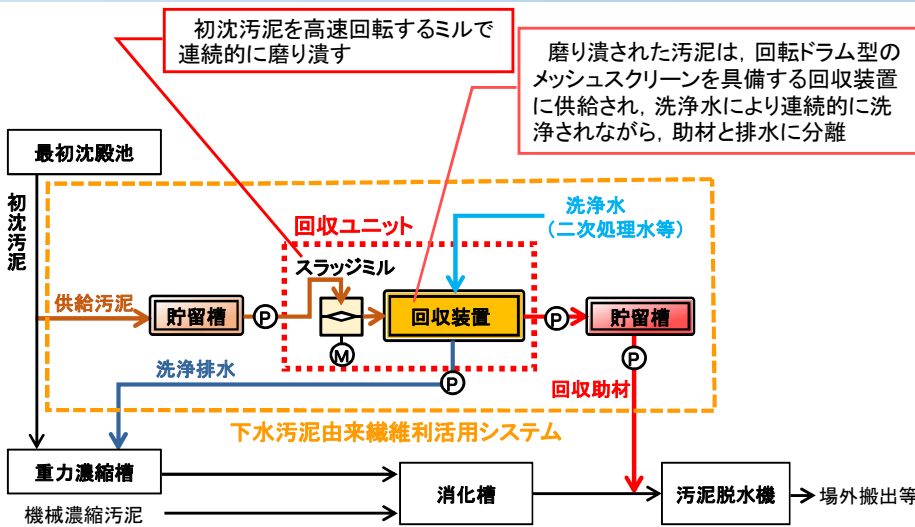 初沈汚泥を高速回転するミルで
連続的に磨り潰す
磨り潰された汚泥は，回転ドラム型の
メッシュスクリーンを具備する回収装置
に供給され，洗浄水により連続的に洗
浄されながら，助材と排水に分離
最初沈殿池
初沈汚泥
洗浄水
（二次処理水等）
回収ユニット
スラッジミル
供給汚泥
貯留槽
P
回収装置
P
貯留槽
M
P
P
洗浄排水
回収助材
下水汚泥由来繊維利活用システム
重力濃縮槽
消化槽
汚泥脱水機
場外搬出等
機械濃縮汚泥